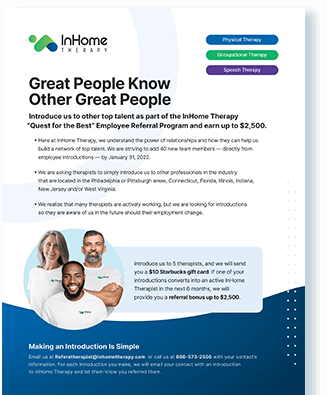 InHome
THERAPY
Physical Therapy
Occupational Therapy
Speech Therapy
Great People Know
Other Great People
Introduce us to other top talent as part of the InHome Therapy
"Quest for the Best" Employee Referral Program and earn up to $2,500.
• Here at InHome Therapy, we understand the power of relationships and how they can help us
build a network of top talent. We are striving to add 40 new team members — directly from
employee introductions — by January 31, 2022.
• We are asking therapists to simply introduce us to other professionals in the industry
that are located in the Philadelphia or Pittsburgh areas, Connecticut, Florida, Illinois, Indiana,
New Jersey and/or West Virginia.
• We realize that many therapists are actively working, but we are looking for introductions
so they are aware of us in the future should their employment change.
Introduce us to 5 therapists, and we will send
you a $10 Starbucks gift card. If one of your
introductions converts into an active InHome
Therapist in the next 6 months, we will
provide you a referral bonus up to $2,500.
Making an Introduction Is Simple
Email us at Referatherapist@inhometherapy.com or call us at 866-573-2556 with your contact's
information. For each introduction you make, we will email your contact with an introduction
to InHome Therapy and let them know you referred them.